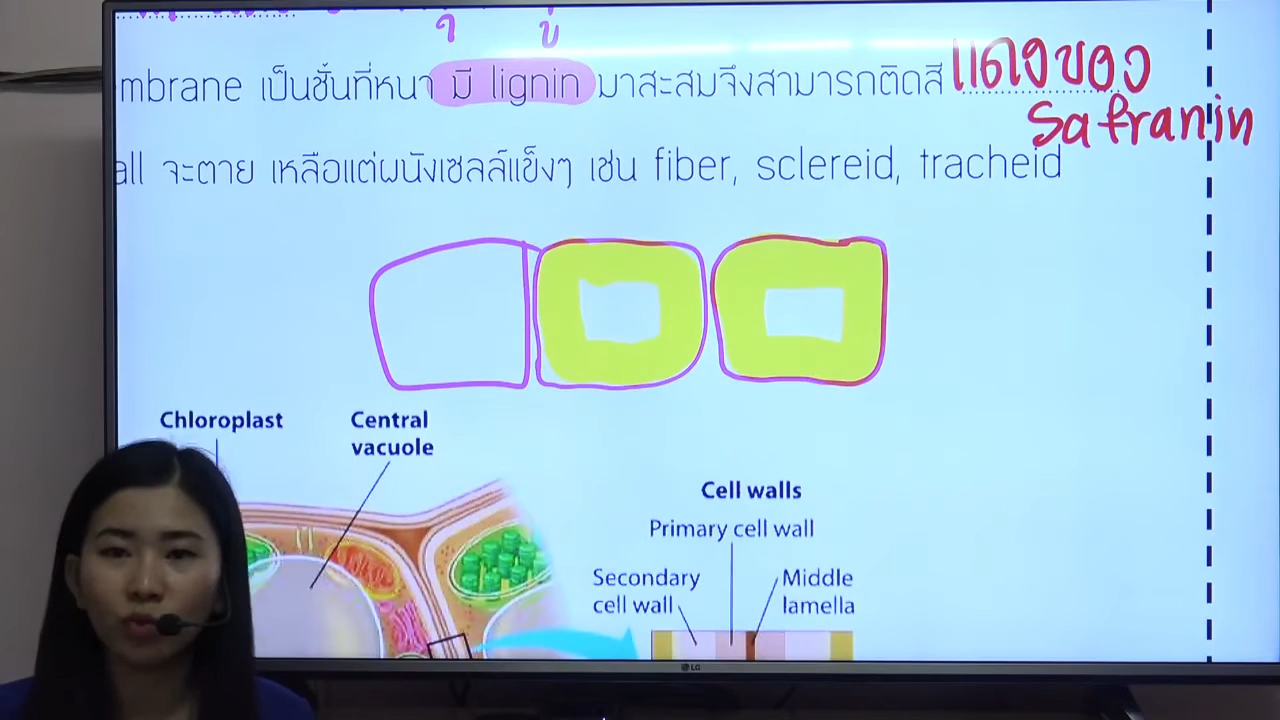 mbrane เป็นชั้นที่หนา มี lignin มาสะสมจึงสามารถติดสี แดงของ
Safranin
all จะตาย เหลือแต่ผนังเซลล์แข็งๆ เช่น fiber, sclereid, tracheid
Chloroplast
Central
vacuole
Cell walls
Primary cell wall
Secondary
cell wall
Middle
lamella
LG